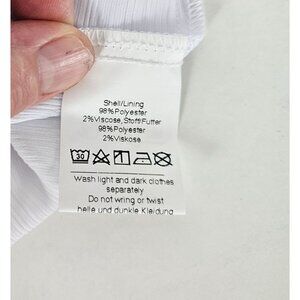 Shell/Lining
98%Polyester
2%Viscose,Stoff/Futter
98%Polyester
2%Viskose
30
Wash light and dark clothes
separately
Do not wring or twist
helle und dunkle Kleidung